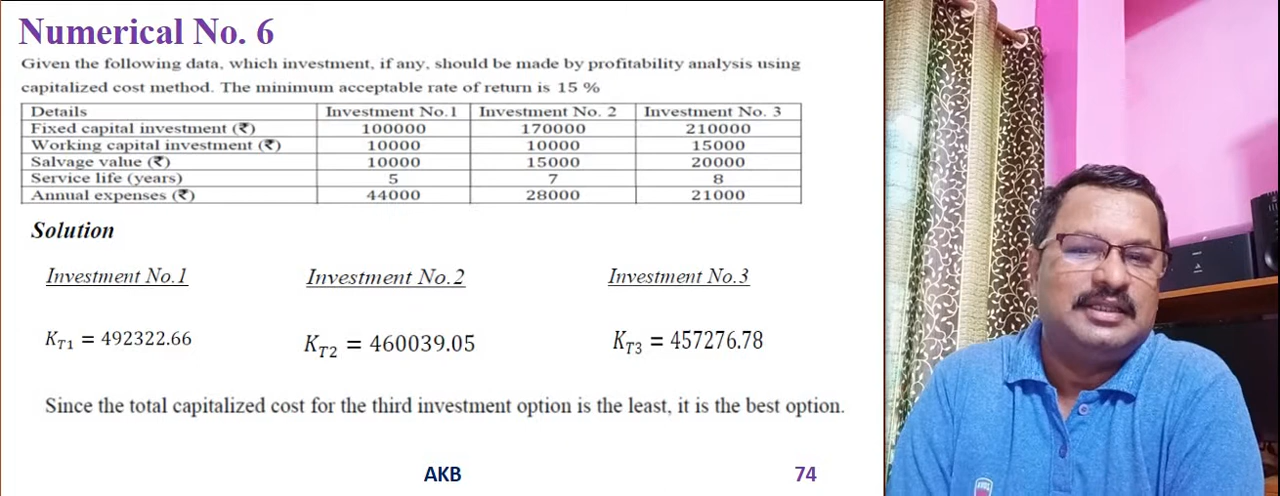 Numerical No. 6
Given the following data, which investment, if any, should be made by profitability analysis using
capitalized cost method. The minimum acceptable rate of return is 15 %
Details Investment No.1 Investment No. 2 Investment No. 3
Fixed capital investment (₹) 100000 170000 210000
Working capital investment (₹) 10000 10000 15000
Salvage value (₹) 10000 15000 20000
Service life (years) 5 7 8
Annual expenses (₹) 44000 28000 21000
Solution
Investment No.1 Investment No.2 Investment No.3
K_T1 = 492322.66 K_T2 = 460039.05 K_T3 = 457276.78
Since the total capitalized cost for the third investment option is the least, it is the best option.
AKB 74